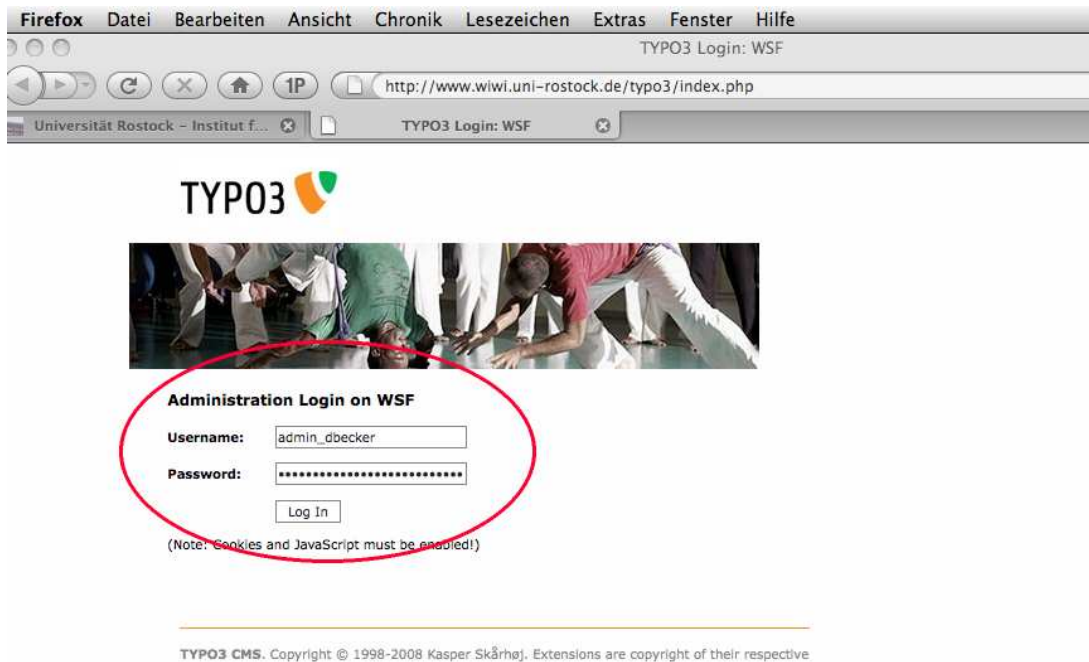 Firefox Datei Bearbeiten Ansicht Chronik Lesezeichen Extras Fenster Hilfe
TYPO3 Login: WSF
1P http://www.wiwi.uni-rostock.de/typo3/index.php
Universität Rostock – Institut f... TYPO3 Login: WSF
TYPO3
Administration Login on WSF
Username: admin_dbecker
Password: ••••••••••••••••••••••••••••
Log In
(Note: Cookies and JavaScript must be enabled!)
TYPO3 CMS. Copyright © 1998-2008 Kasper Skårhøj. Extensions are copyright of their respective